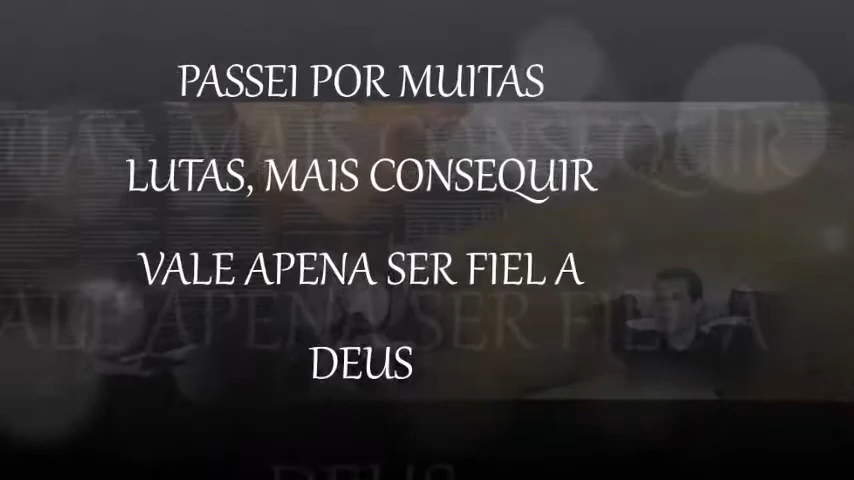 PASSEI POR MUITAS
LUTAS, MAIS CONSEQUIR
VALE APENA SER FIEL A
DEUS